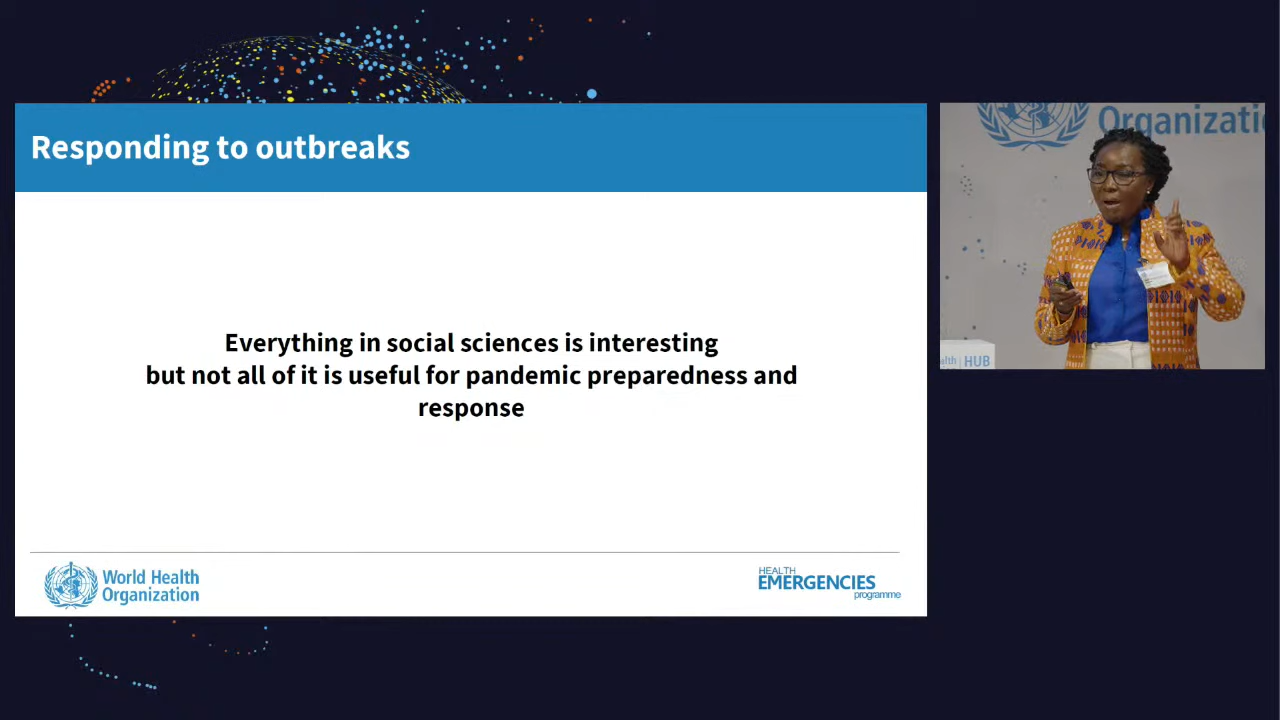 Responding to outbreaks
Everything in social sciences is interesting
but not all of it is useful for pandemic preparedness and
response
World Health
Organization
HEALTH
EMERGENCIES
programme
Organizati
alth | HUB